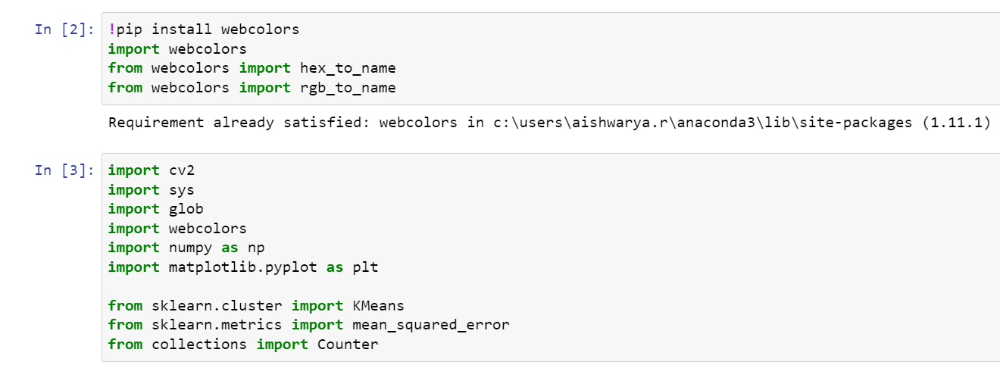 In [2]: !pip install webcolors
import webcolors
from webcolors import hex_to_name
from webcolors import rgb_to_name
Requirement already satisfied: webcolors in c:\users\aishwarya.r\anaconda3\lib\site-packages (1.11.1)
In [3]: import cv2
import sys
import glob
import webcolors
import numpy as np
import matplotlib.pyplot as plt
from sklearn.cluster import KMeans
from sklearn.metrics import mean_squared_error
from collections import Counter